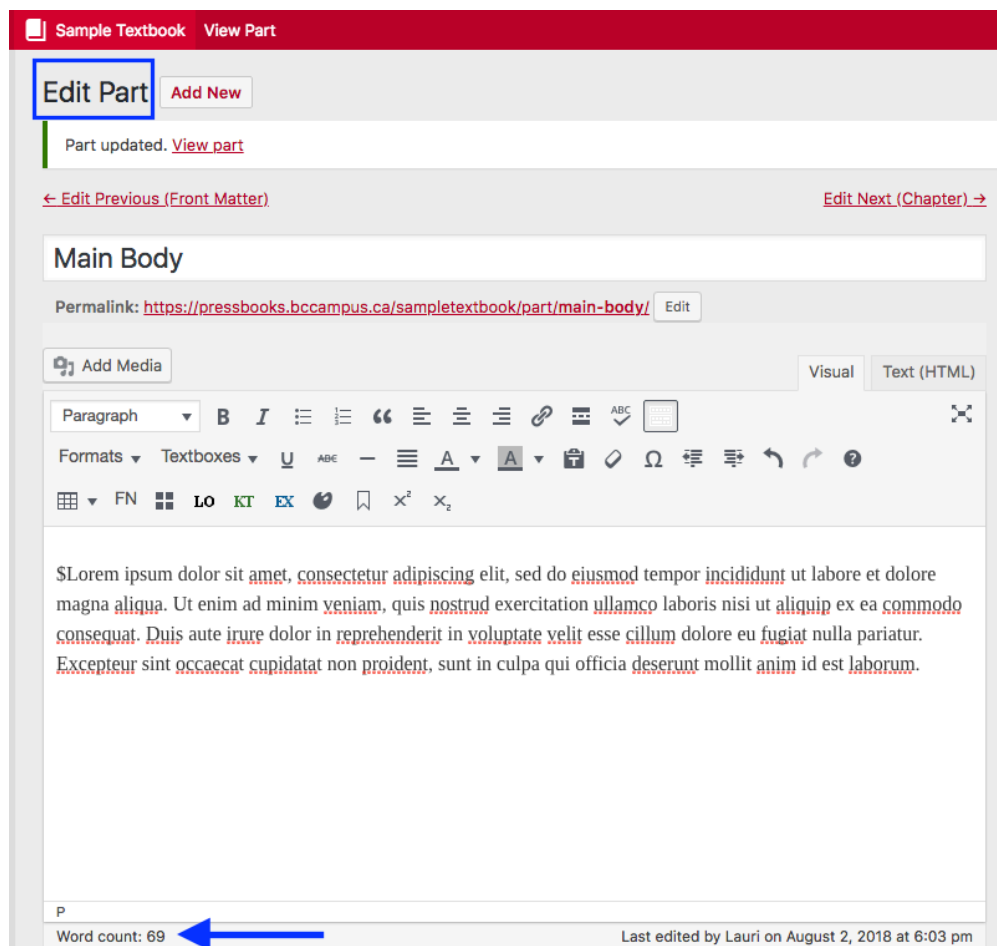 Sample Textbook View Part
Edit Part Add New
Part updated. View part
← Edit Previous (Front Matter) Edit Next (Chapter) →
Main Body
Permalink: https://pressbooks.bccampus.ca/sampletextbook/part/main-body/ Edit
Add Media Visual Text (HTML)
Paragraph B I ABC
Formats Textboxes U ABC A A Ω
FN LO KT EX x² x₂
$Lorem ipsum dolor sit amet, consectetur adipiscing elit, sed do eiusmod tempor incididunt ut labore et dolore
magna aliqua. Ut enim ad minim veniam, quis nostrud exercitation ullamco laboris nisi ut aliquip ex ea commodo
consequat. Duis aute irure dolor in reprehenderit in voluptate velit esse cillum dolore eu fugiat nulla pariatur.
Excepteur sint occaecat cupidatat non proident, sunt in culpa qui officia deserunt mollit anim id est laborum.
P
Word count: 69 Last edited by Lauri on August 2, 2018 at 6:03 pm